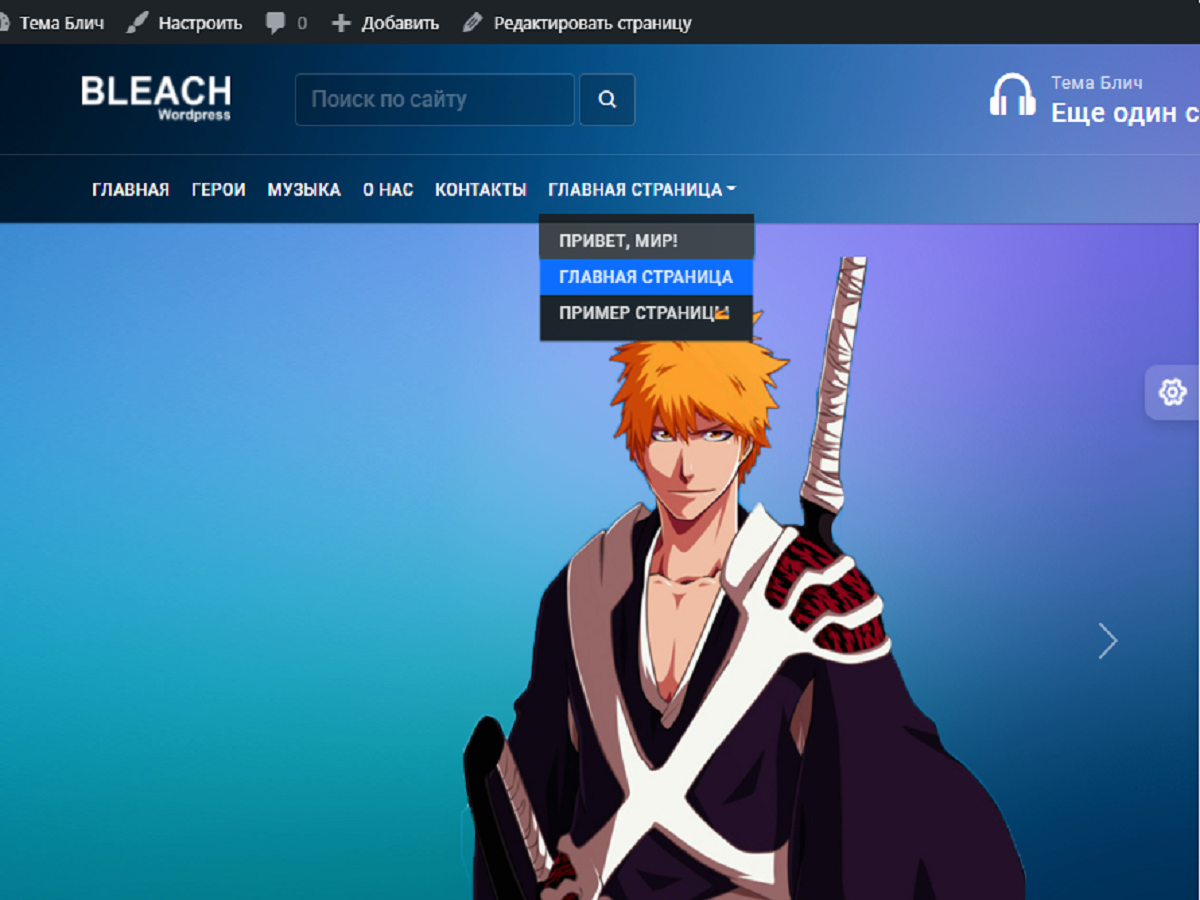 Тема Блич Настроить 0 Добавить Редактировать страницу
BLEACH
Wordpress
Поиск по сайту
Тема Блич
Еще один с
ГЛАВНАЯ ГЕРОИ МУЗЫКА О НАС КОНТАКТЫ ГЛАВНАЯ СТРАНИЦА
ПРИВЕТ, МИР!
ГЛАВНАЯ СТРАНИЦА
ПРИМЕР СТРАНИЦЫ